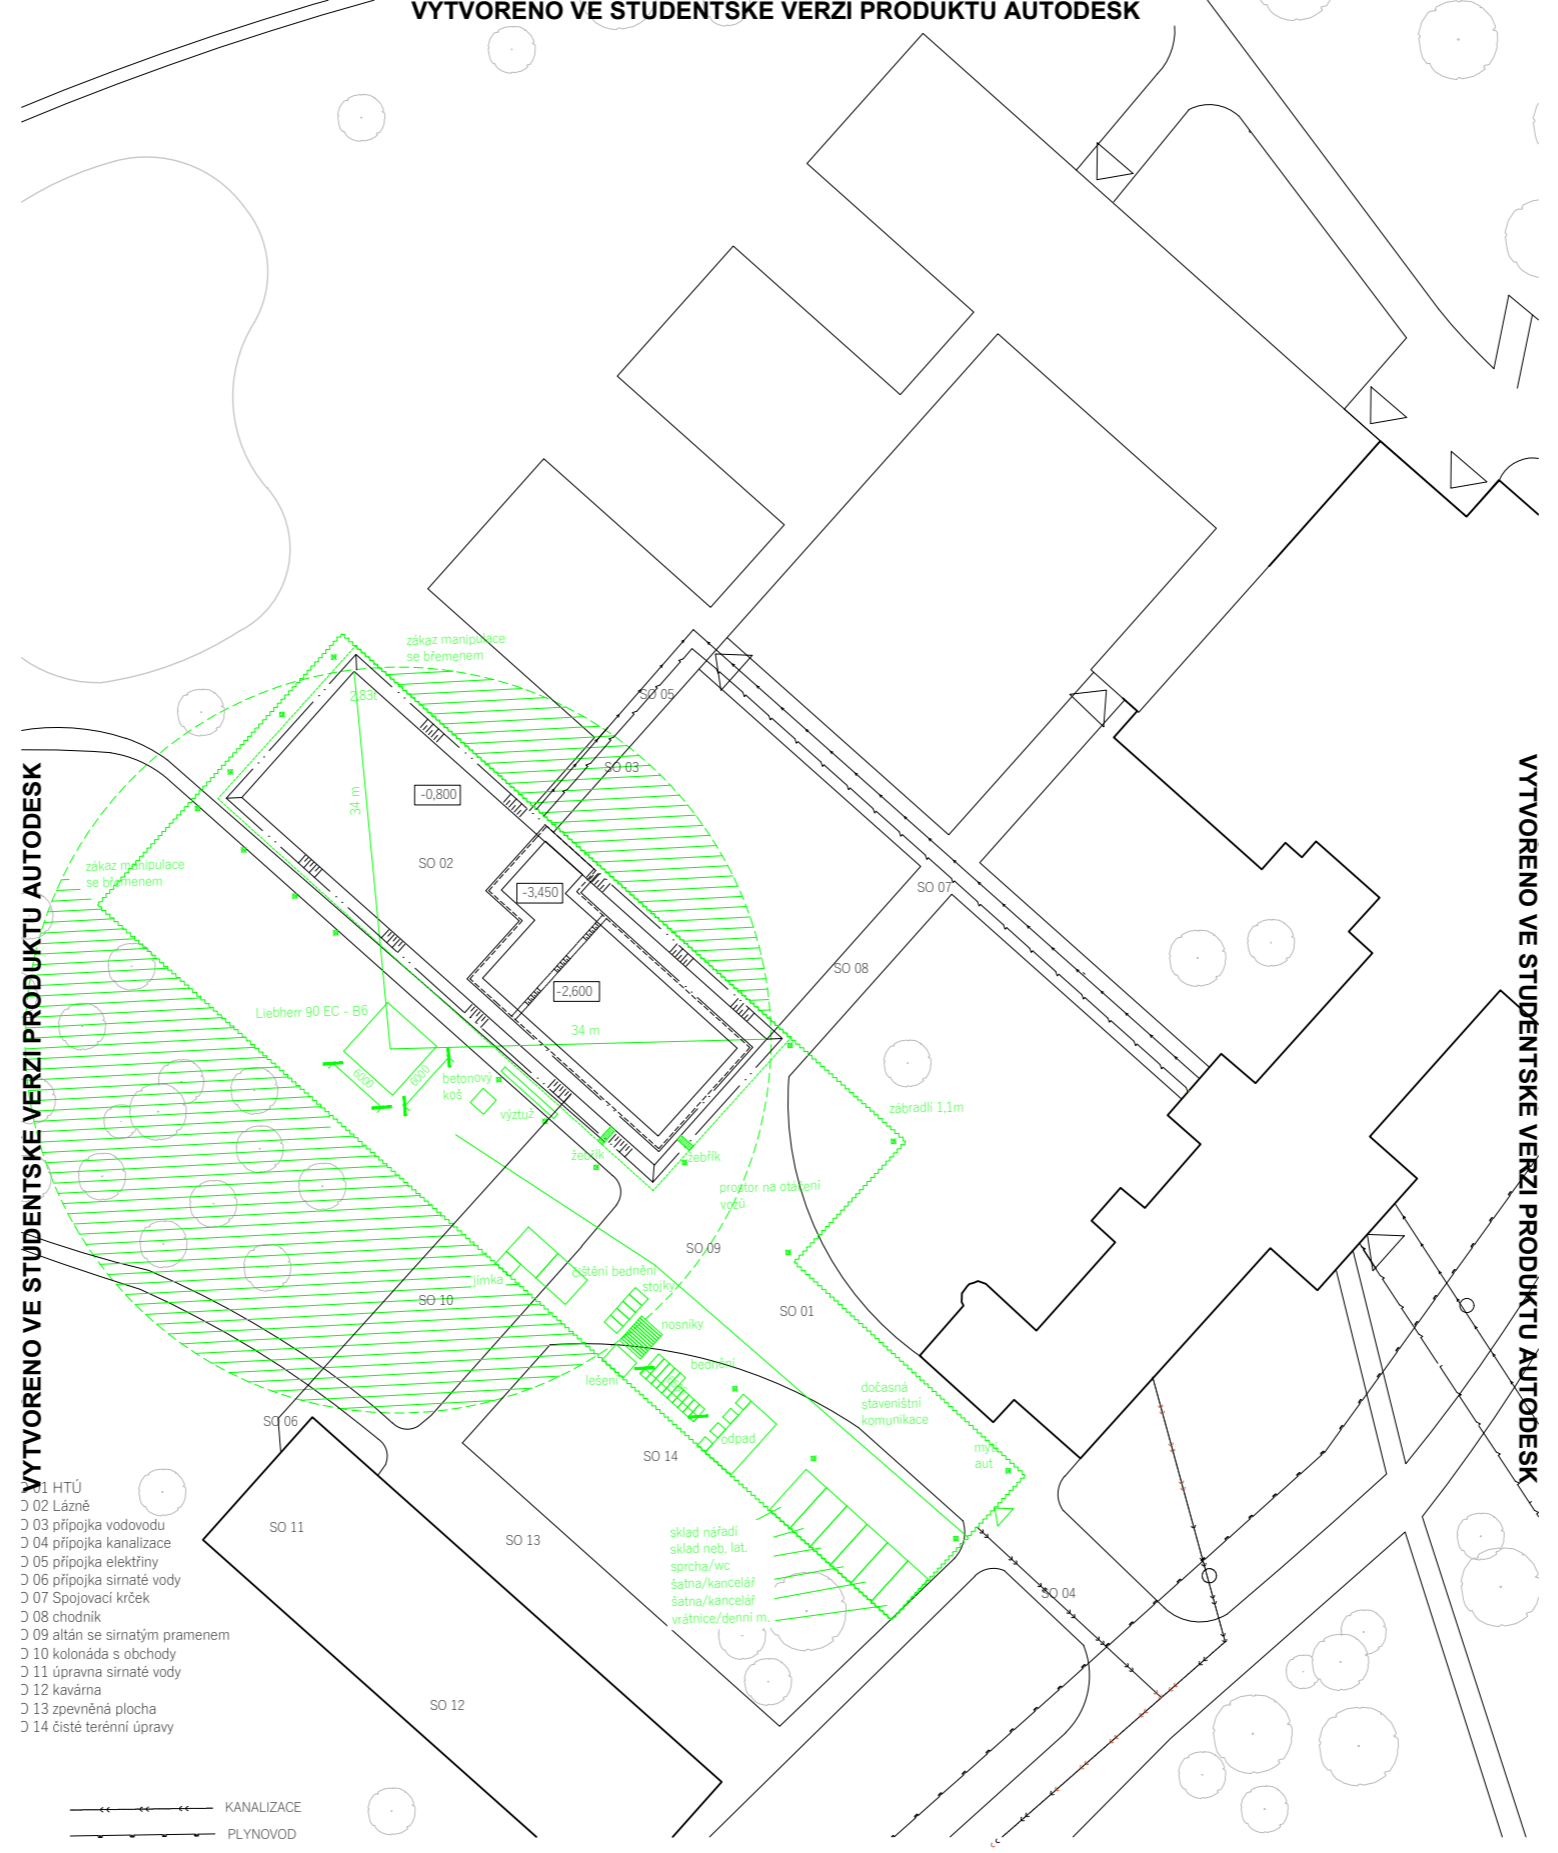 VYTVOŘENO VE STUDENTSKÉ VERZI PRODUKTU AUTODESK
zákaz manipulace
se břemenem
2,83t
SO 05
SO 03
34 m
-0,800
SO 02
zákaz manipulace
se břemenem
-3,450
SO 07
SO 08
-2,600
Liebherr 90 EC - B6
34 m
6000
6000
betonový
koš
výztuž
zábradlí 1,1m
žebřík
žebřík
prostor na otáčení
vozů
SO 09
jímka
čištění bednění
stojky
SO 10
SO 01
nosníky
bednění
lešení
dočasná
staveništní
komunikace
SO 06
odpad
mytí
aut
SO 14
SO 11
SO 13
sklad nářadí
sklad neb. lát.
sprcha/wc
šatna/kancelář
šatna/kancelář
vrátnice/denní m.
SO 04
SO 12
O 01 HTÚ
O 02 Lázně
O 03 přípojka vodovodu
O 04 přípojka kanalizace
O 05 přípojka elektřiny
O 06 přípojka sirnaté vody
O 07 Spojovací krček
O 08 chodník
O 09 altán se sirnatým pramenem
O 10 kolonáda s obchody
O 11 úpravna sirnaté vody
O 12 kavárna
O 13 zpevněná plocha
O 14 čisté terénní úpravy
KANALIZACE
PLYNOVOD
VYTVOŘENO VE STUDENTSKÉ VERZI PRODUKTU AUTODESK
VYTVOŘENO VE STUDENTSKÉ VERZI PRODUKTU AUTODESK